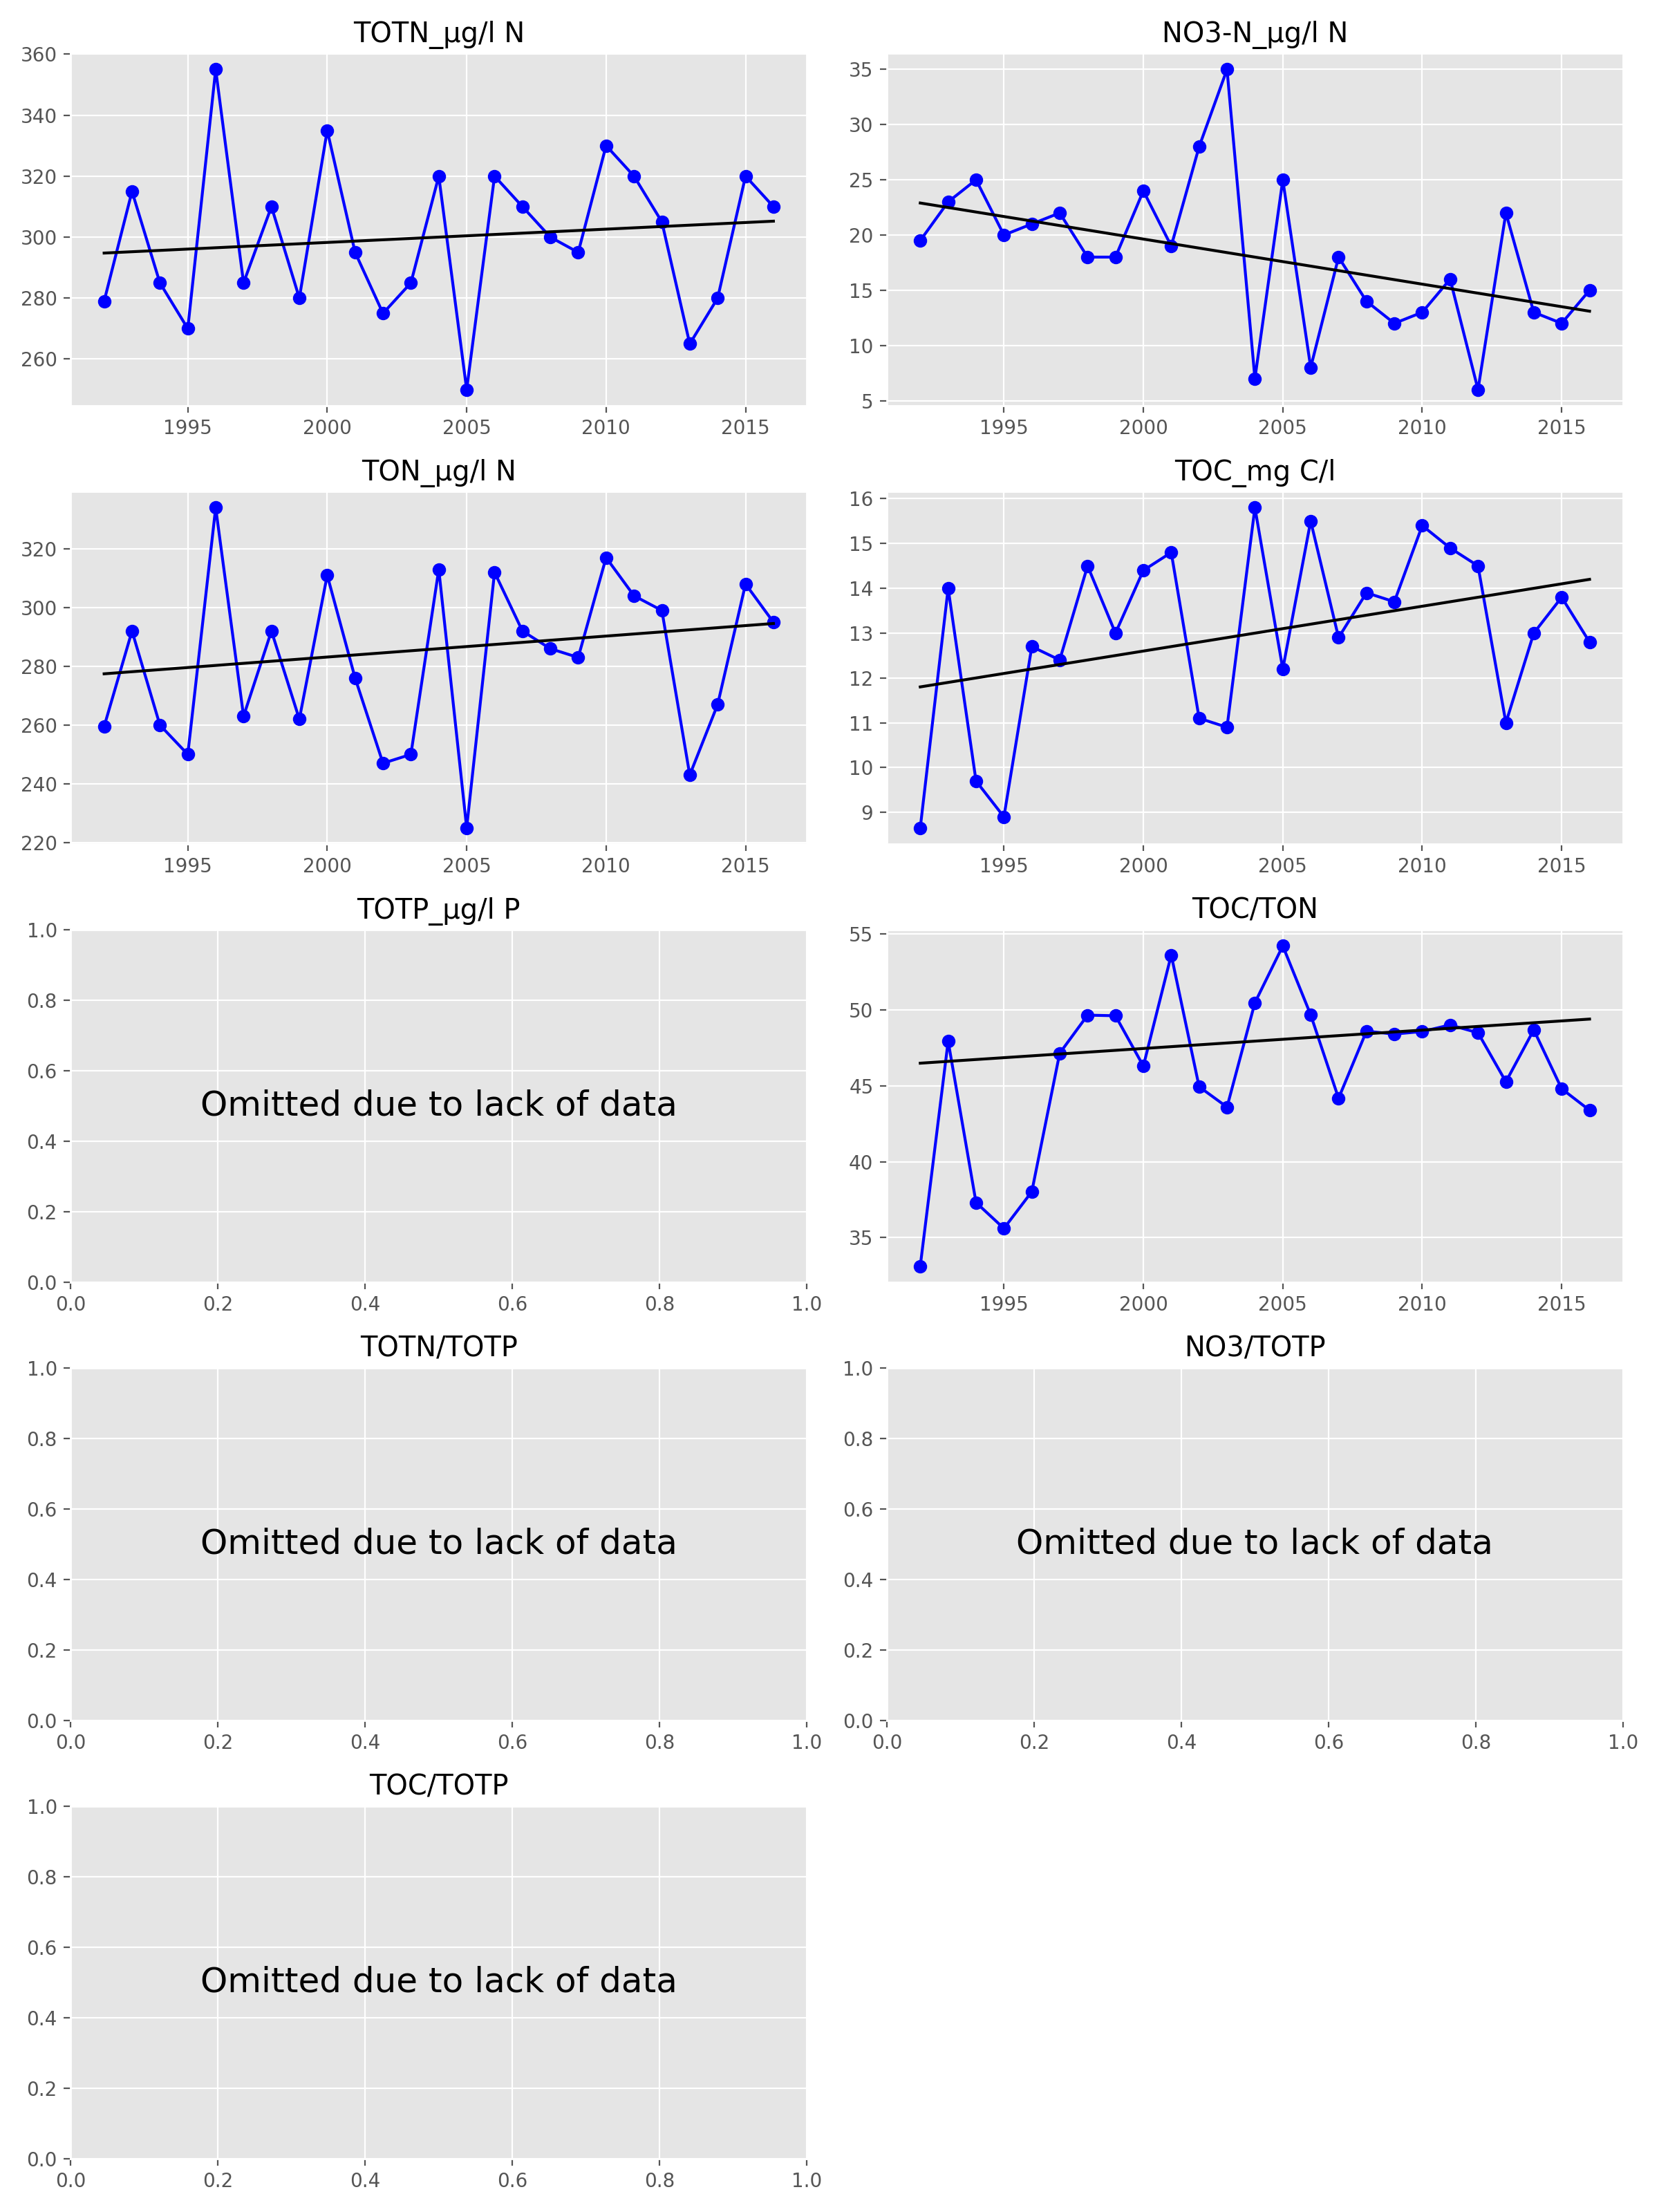 TOTN_µg/l N
360
340
320
300
280
260
1995 2000 2005 2010 2015
NO3-N_µg/l N
35
30
25
20
15
10
5
1995 2000 2005 2010 2015
TON_µg/l N
320
300
280
260
240
220
1995 2000 2005 2010 2015
TOC_mg C/l
16
15
14
13
12
11
10
9
1995 2000 2005 2010 2015
TOTP_µg/l P
1.0
0.8
0.6
Omitted due to lack of data
0.4
0.2
0.0
0.0 0.2 0.4 0.6 0.8 1.0
TOC/TON
55
50
45
40
35
1995 2000 2005 2010 2015
TOTN/TOTP
1.0
0.8
0.6
Omitted due to lack of data
0.4
0.2
0.0
0.0 0.2 0.4 0.6 0.8 1.0
NO3/TOTP
1.0
0.8
0.6
Omitted due to lack of data
0.4
0.2
0.0
0.0 0.2 0.4 0.6 0.8 1.0
TOC/TOTP
1.0
0.8
0.6
Omitted due to lack of data
0.4
0.2
0.0
0.0 0.2 0.4 0.6 0.8 1.0